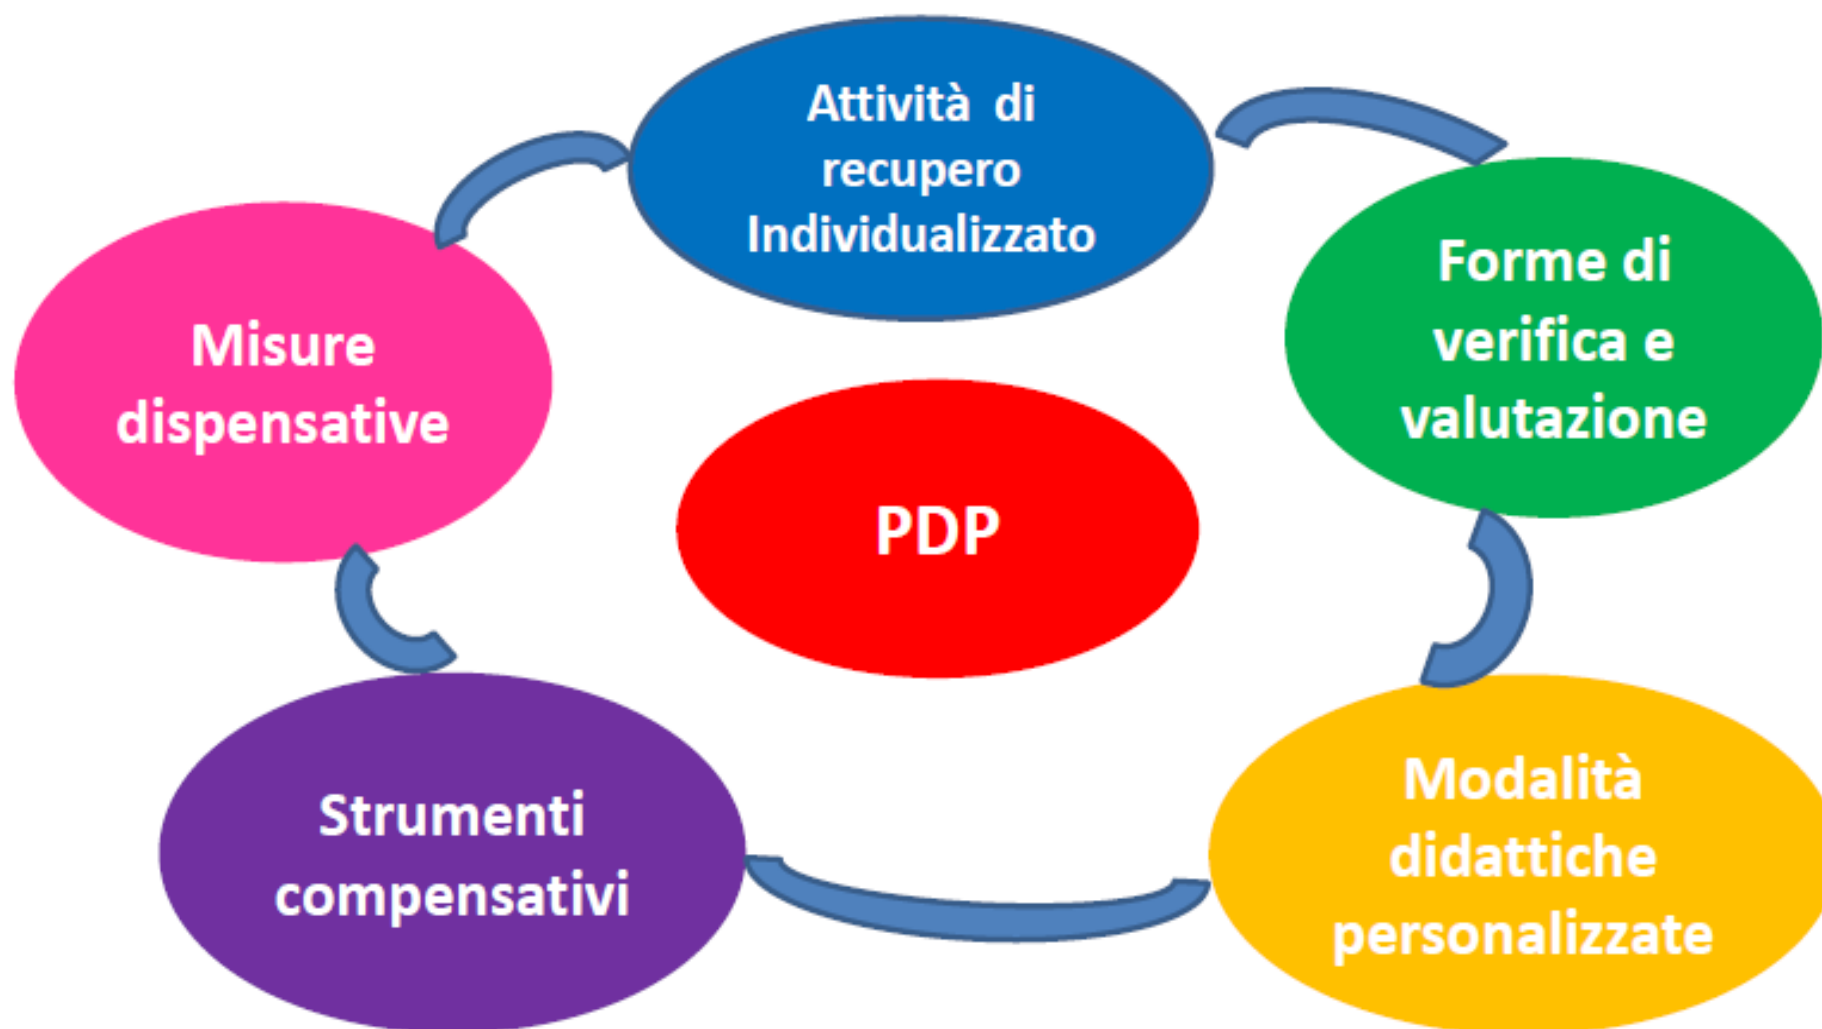 Attività di
recupero
Individualizzato
Forme di
verifica e
valutazione
Misure
dispensative
PDP
Modalità
didattiche
personalizzate
Strumenti
compensativi